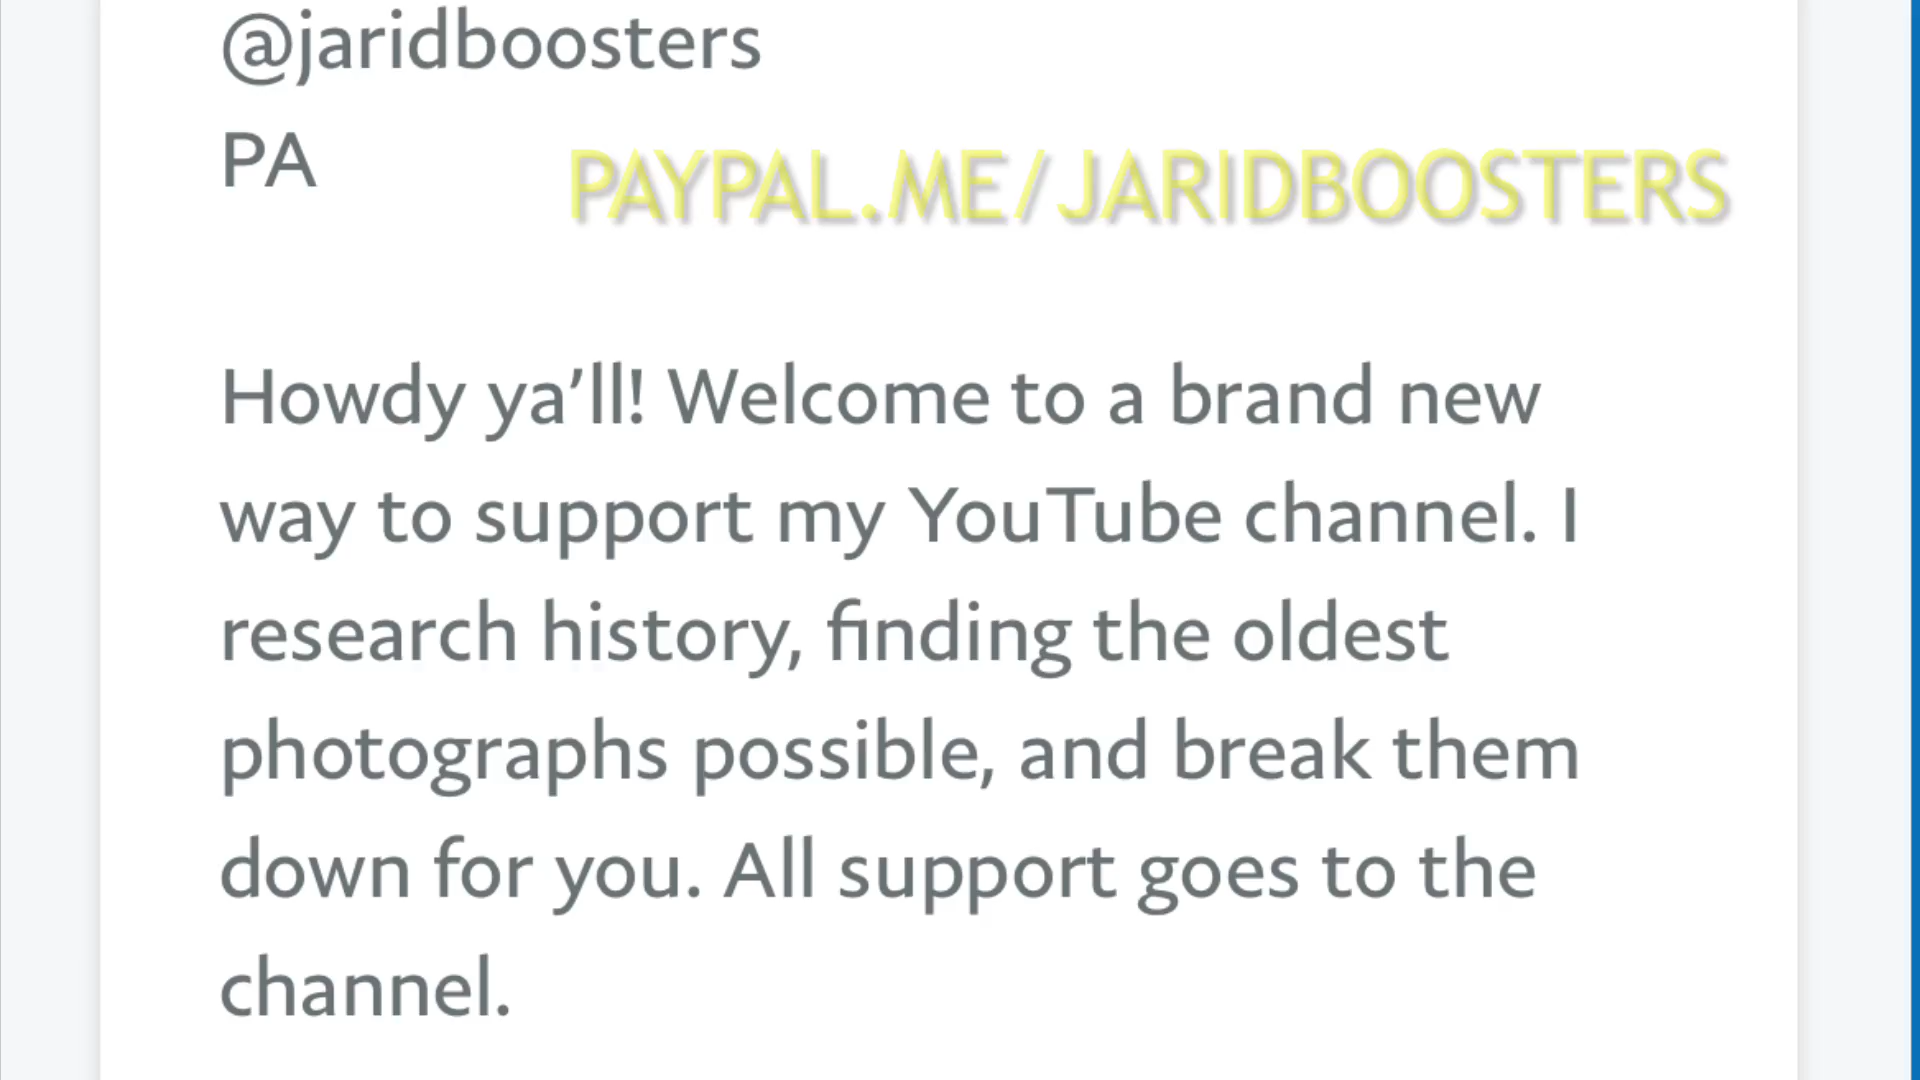 @jaridboosters
PA
PAYPAL.ME/JARIDBOOSTERS
Howdy ya’ll! Welcome to a brand new
way to support my YouTube channel. I
research history, finding the oldest
photographs possible, and break them
down for you. All support goes to the
channel.